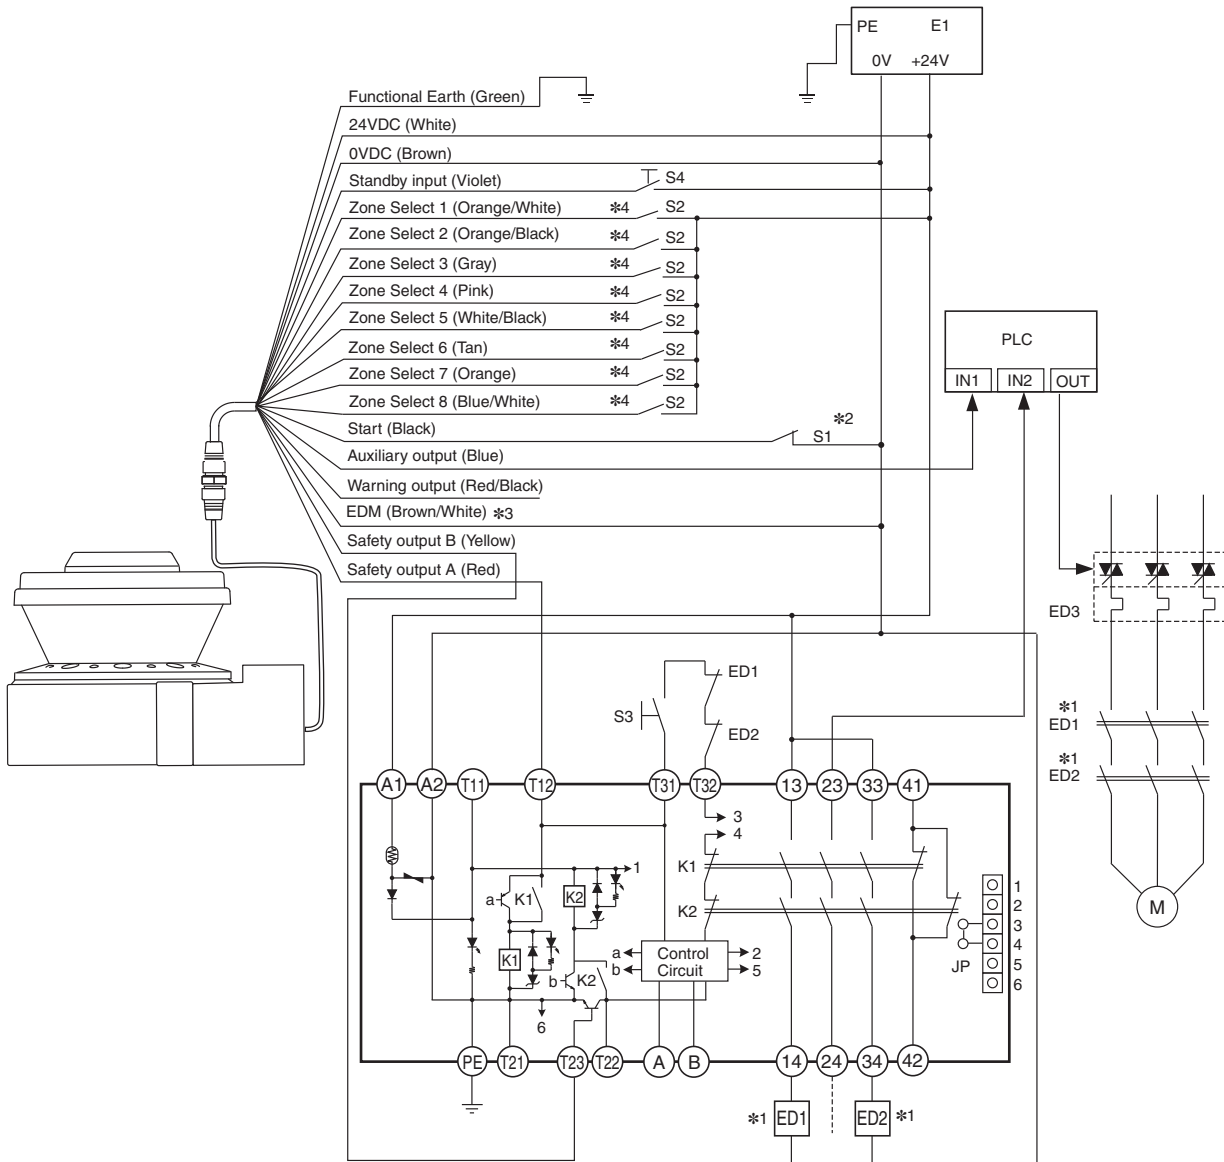 PE E1
0V +24V
Functional Earth (Green)
24VDC (White)
0VDC (Brown)
Standby input (Violet) S4
Zone Select 1 (Orange/White) *4 S2
Zone Select 2 (Orange/Black) *4 S2
Zone Select 3 (Gray) *4 S2
Zone Select 4 (Pink) *4 S2
Zone Select 5 (White/Black) *4 S2
Zone Select 6 (Tan) *4 S2
Zone Select 7 (Orange) *4 S2
Zone Select 8 (Blue/White) *4 S2
Start (Black) S1 *2
Auxiliary output (Blue)
Warning output (Red/Black)
EDM (Brown/White) *3
Safety output B (Yellow)
Safety output A (Red)
PLC
IN1 IN2 OUT
ED3
*1
ED1
*1
ED2
M
S3
ED1
ED2
A1 A2 T11 T12 T31 T32 13 23 33 41
3
4
1
K1
K2
a K1
K2
K1
b K2
6
a
b
Control
Circuit
2
5
JP
1
2
3
4
5
6
PE T21 T23 T22 A B 14 24 34 42
*1 ED1
ED2 *1